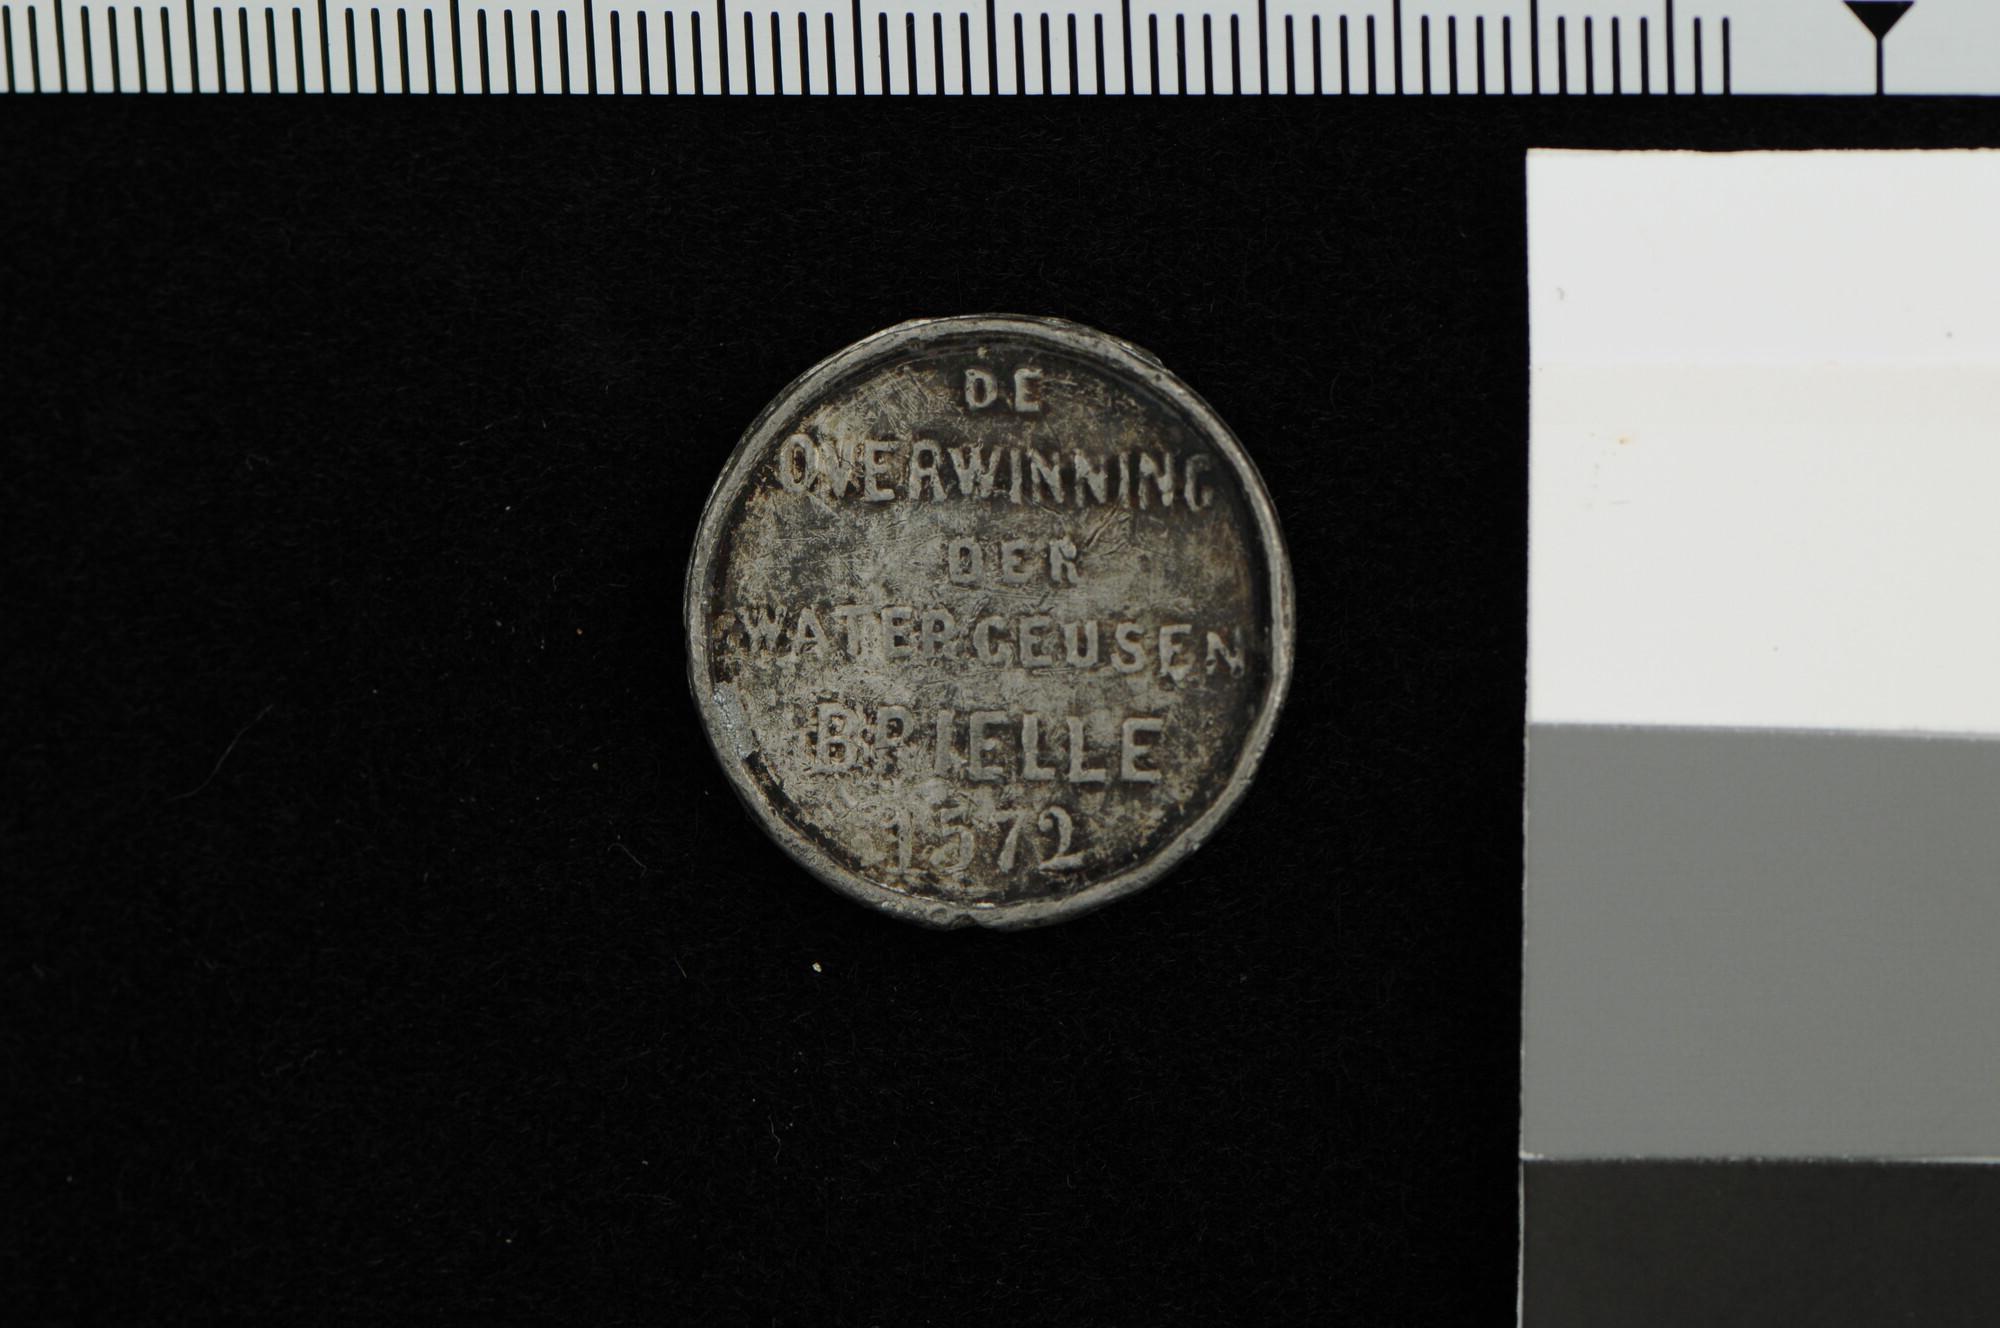 DE
OVERWINNING
DER
WATERGEUSEN
BRIELLE
1572